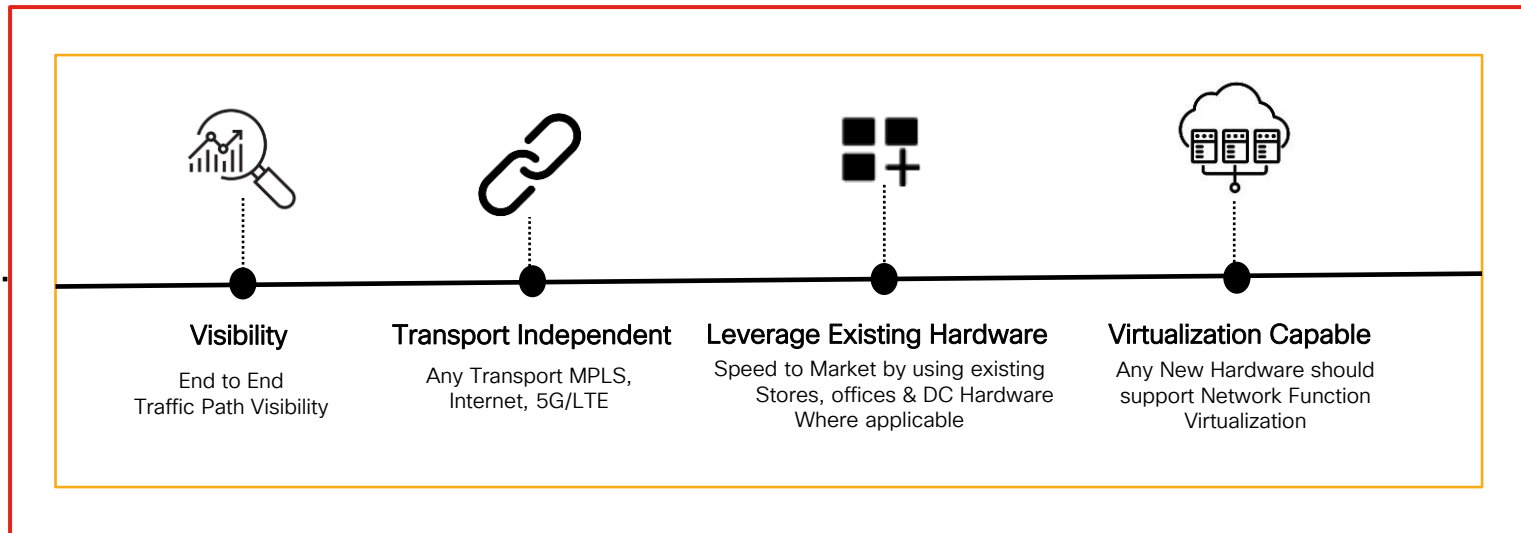 Visibility
End to End
Traffic Path Visibility
Transport Independent
Any Transport MPLS,
Internet, 5G/LTE
Leverage Existing Hardware
Speed to Market by using existing
Stores, offices & DC Hardware
Where applicable
Virtualization Capable
Any New Hardware should
support Network Function
Virtualization